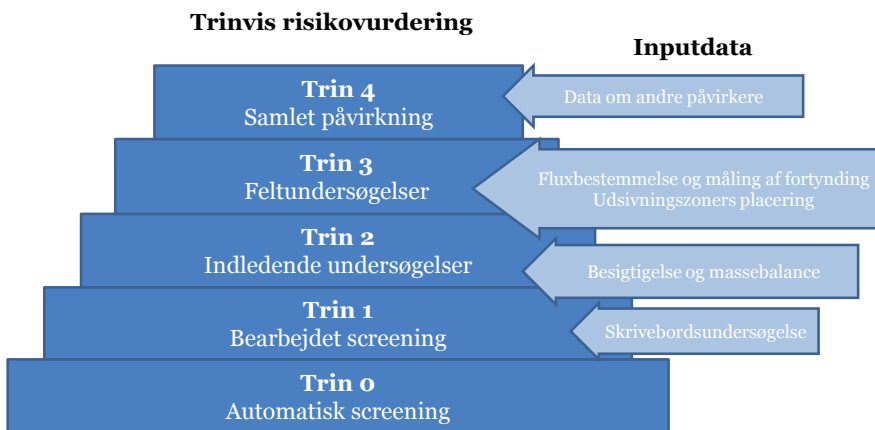 Trinvis risikovurdering
Inputdata
Trin 4
Samlet påvirkning
Data om andre påvirkere
Trin 3
Feltundersøgelser
Fluxbestemmelse og måling af fortynding
Udsivningszoners placering
Trin 2
Indledende undersøgelser
Besigtigelse og massebalance
Trin 1
Bearbejdet screening
Skrivebordsundersøgelse
Trin 0
Automatisk screening